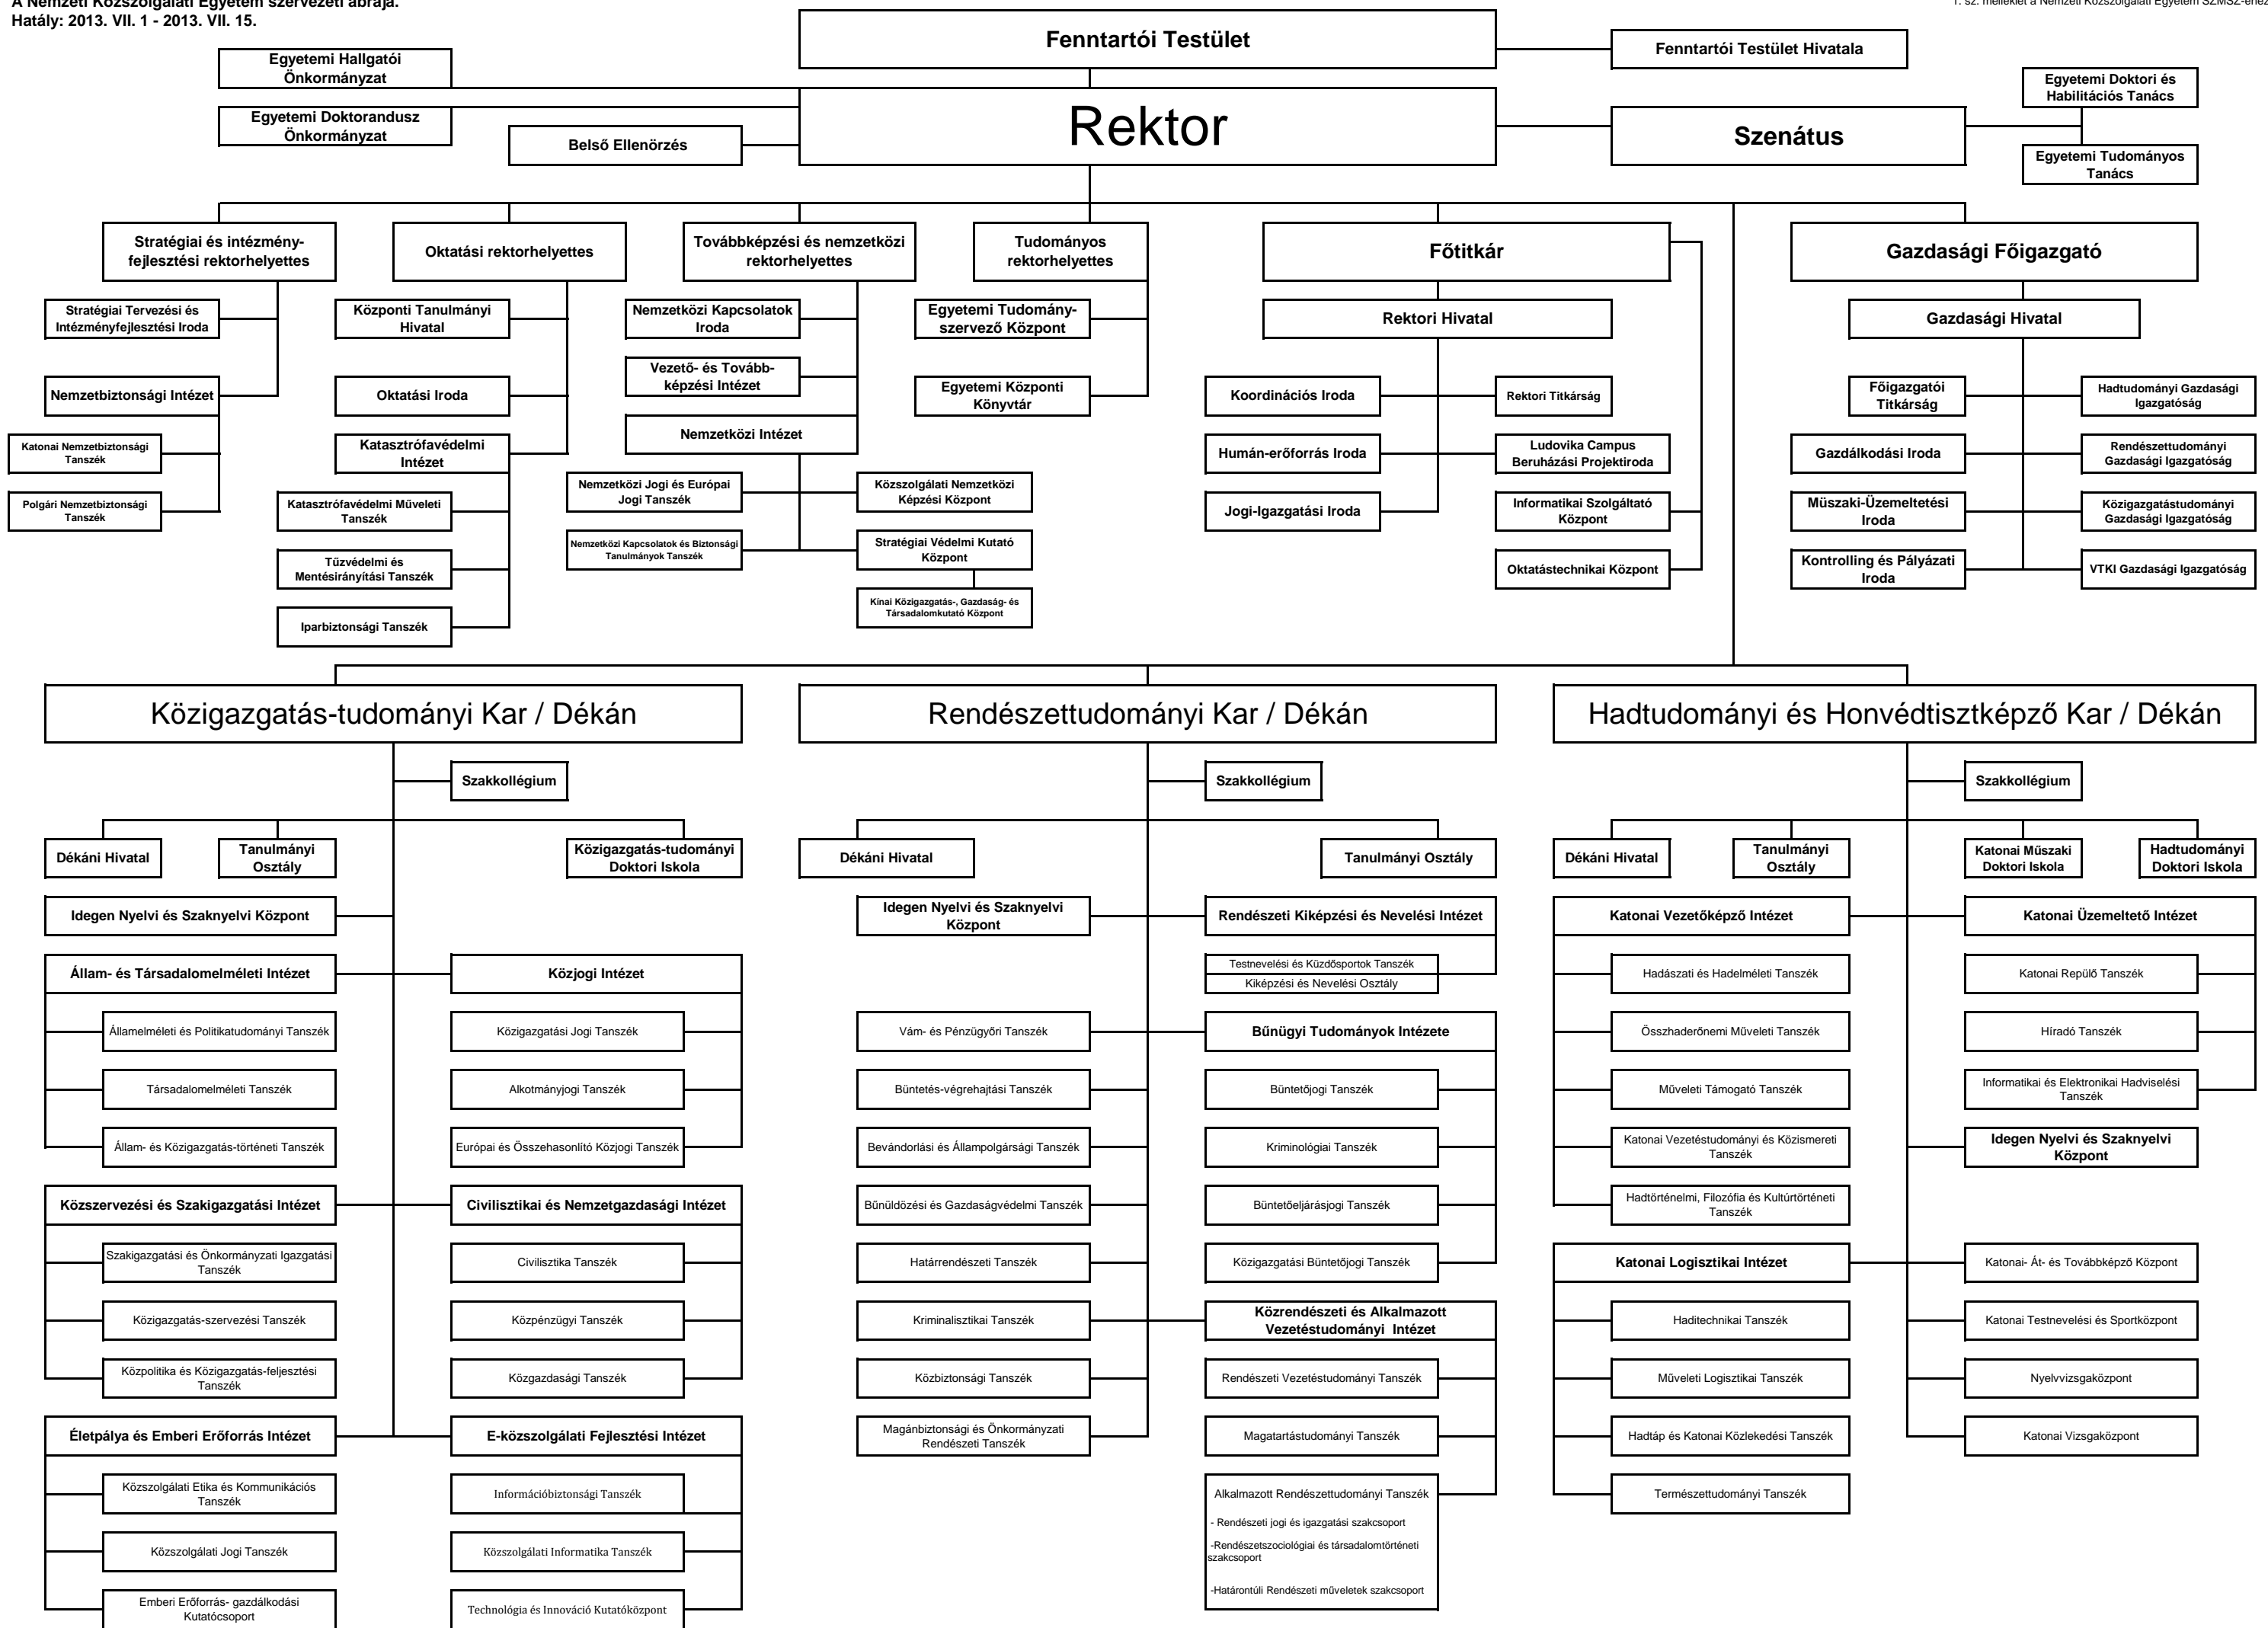 A Nemzeti Közszolgálati Egyetem szervezeti ábrája.
Hatály: 2013. VII. 1 - 2013. VII. 15.
1. sz. melléklet a Nemzeti Közszolgálati Egyetem SZMSZ-éhez
Fenntartói Testület
Fenntartói Testület Hivatala
Egyetemi Hallgatói
Önkormányzat
Egyetemi Doktorandusz
Önkormányzat
Belső Ellenörzés
Rektor
Szenátus
Egyetemi Doktori és
Habilitációs Tanács
Egyetemi Tudományos
Tanács
Stratégiai és intézmény-
fejlesztési rektorhelyettes
Oktatási rektorhelyettes
Továbbképzési és nemzetközi
rektorhelyettes
Tudományos
rektorhelyettes
Főtitkár
Gazdasági Főigazgató
Stratégiai Tervezési és
Intézményfejlesztési Iroda
Nemzetbiztonsági Intézet
Katonai Nemzetbiztonsági
Tanszék
Polgári Nemzetbiztonsági
Tanszék
Központi Tanulmányi
Hivatal
Oktatási Iroda
Katasztrófavédelmi
Intézet
Katasztrófavédelmi Műveleti
Tanszék
Tűzvédelmi és
Mentésirányítási Tanszék
Iparbiztonsági Tanszék
Nemzetközi Kapcsolatok
Iroda
Vezető- és Tovább-
képzési Intézet
Nemzetközi Intézet
Nemzetközi Jogi és Európai
Jogi Tanszék
Közszolgálati Nemzetközi
Képzési Központ
Nemzetközi Kapcsolatok és Biztonsági
Tanulmányok Tanszék
Stratégiai Védelmi Kutató
Központ
Kínai Közigazgatás-, Gazdaság- és
Társadalomkutató Központ
Egyetemi Tudomány-
szervező Központ
Egyetemi Központi
Könyvtár
Rektori Hivatal
Koordinációs Iroda
Rektori Titkárság
Humán-erőforrás Iroda
Ludovika Campus
Beruházási Projektiroda
Jogi-Igazgatási Iroda
Informatikai Szolgáltató
Központ
Oktatástechnikai Központ
Gazdasági Hivatal
Főigazgatói
Titkárság
Hadtudományi Gazdasági
Igazgatóság
Gazdálkodási Iroda
Rendészettudományi
Gazdasági Igazgatóság
Müszaki-Üzemeltetési
Iroda
Közigazgatástudományi
Gazdasági Igazgatóság
Kontrolling és Pályázati
Iroda
VTKI Gazdasági Igazgatóság
Közigazgatás-tudományi Kar / Dékán
Szakkollégium
Dékáni Hivatal
Tanulmányi
Osztály
Közigazgatás-tudományi
Doktori Iskola
Idegen Nyelvi és Szaknyelvi Központ
Állam- és Társadalomelméleti Intézet
Közjogi Intézet
Államelméleti és Politikatudományi Tanszék
Közigazgatási Jogi Tanszék
Társadalomelméleti Tanszék
Alkotmányjogi Tanszék
Állam- és Közigazgatás-történeti Tanszék
Európai és Összehasonlító Közjogi Tanszék
Közszervezési és Szakigazgatási Intézet
Civilisztikai és Nemzetgazdasági Intézet
Szakigazgatási és Önkormányzati Igazgatási
Tanszék
Civilisztika Tanszék
Közigazgatás-szervezési Tanszék
Közpénzügyi Tanszék
Közpolitika és Közigazgatás-feljesztési
Tanszék
Közgazdasági Tanszék
Életpálya és Emberi Erőforrás Intézet
E-közszolgálati Fejlesztési Intézet
Közszolgálati Etika és Kommunikációs
Tanszék
Információbiztonsági Tanszék
Közszolgálati Jogi Tanszék
Közszolgálati Informatika Tanszék
Emberi Erőforrás- gazdálkodási
Kutatócsoport
Technológia és Innováció Kutatóközpont
Rendészettudományi Kar / Dékán
Szakkollégium
Dékáni Hivatal
Tanulmányi Osztály
Idegen Nyelvi és Szaknyelvi
Központ
Rendészeti Kiképzési és Nevelési Intézet
Testnevelési és Küzdősportok Tanszék
Kiképzési és Nevelési Osztály
Vám- és Pénzügyőri Tanszék
Bűnügyi Tudományok Intézete
Büntetés-végrehajtási Tanszék
Büntetőjogi Tanszék
Bevándorlási és Állampolgársági Tanszék
Kriminológiai Tanszék
Bűnüldözési és Gazdaságvédelmi Tanszék
Büntetőeljárásjogi Tanszék
Határrendészeti Tanszék
Közigazgatási Büntetőjogi Tanszék
Kriminalisztikai Tanszék
Közrendészeti és Alkalmazott
Vezetéstudományi Intézet
Közbiztonsági Tanszék
Rendészeti Vezetéstudományi Tanszék
Magánbiztonsági és Önkormányzati
Rendészeti Tanszék
Magatartástudományi Tanszék
Alkalmazott Rendészettudományi Tanszék
- Rendészeti jogi és igazgatási szakcsoport
-Rendészetszociológiai és társadalomtörténeti
szakcsoport
-Határontúli Rendészeti műveletek szakcsoport
Hadtudományi és Honvédtisztképző Kar / Dékán
Szakkollégium
Dékáni Hivatal
Tanulmányi
Osztály
Katonai Műszaki
Doktori Iskola
Hadtudományi
Doktori Iskola
Katonai Vezetőképző Intézet
Katonai Üzemeltető Intézet
Hadászati és Hadelméleti Tanszék
Katonai Repülő Tanszék
Összhaderőnemi Műveleti Tanszék
Híradó Tanszék
Műveleti Támogató Tanszék
Informatikai és Elektronikai Hadviselési
Tanszék
Katonai Vezetéstudományi és Közismereti
Tanszék
Idegen Nyelvi és Szaknyelvi
Központ
Hadtörténelmi, Filozófia és Kultúrtörténeti
Tanszék
Katonai Logisztikai Intézet
Katonai- Át- és Továbbképző Központ
Haditechnikai Tanszék
Katonai Testnevelési és Sportközpont
Műveleti Logisztikai Tanszék
Nyelvvizsgaközpont
Hadtáp és Katonai Közlekedési Tanszék
Katonai Vizsgaközpont
Természettudományi Tanszék